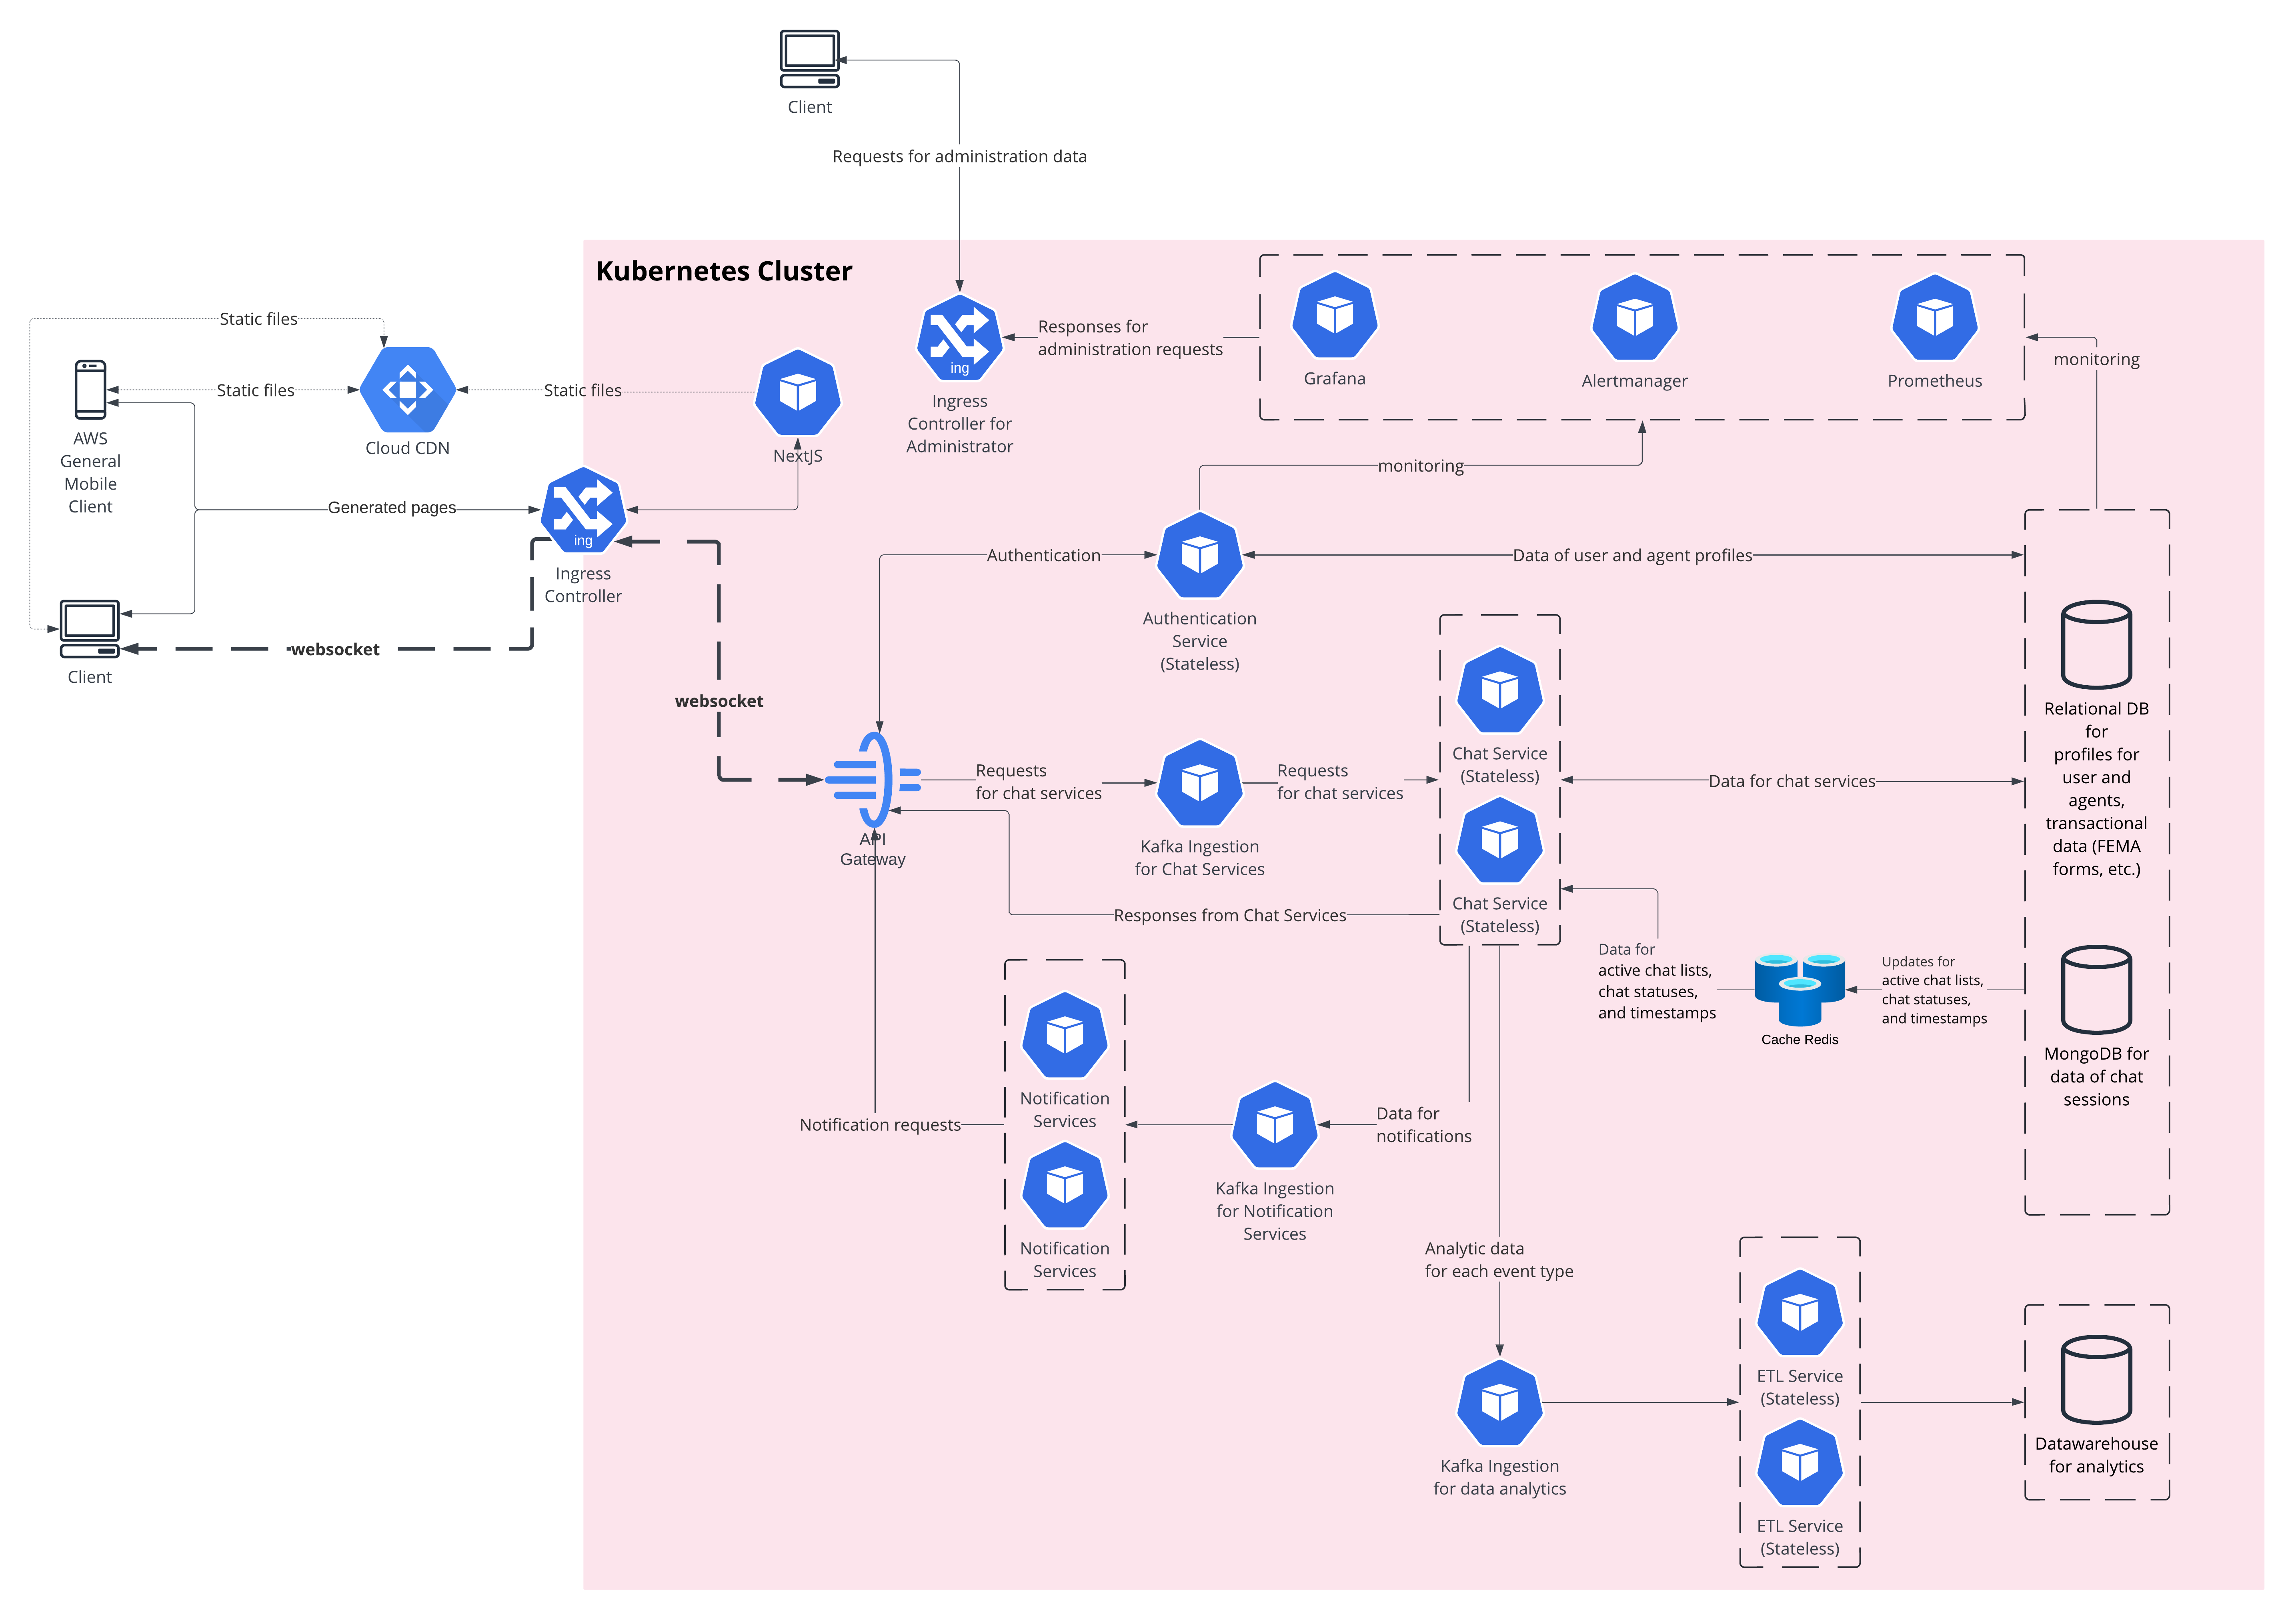 Client
Requests for administration data
Kubernetes Cluster
Static files
Static files
Static files
AWS
General
Mobile
Client
Cloud CDN
NextJS
ing
Ingress
Controller for
Administrator
Responses for
administration requests
Grafana
Alertmanager
Prometheus
monitoring
monitoring
Generated pages
ing
Ingress
Controller
websocket
Client
websocket
Authentication
Authentication
Service
(Stateless)
Data of user and agent profiles
API
Gateway
Requests
for chat services
Kafka Ingestion
for Chat Services
Requests
for chat services
Chat Service
(Stateless)
Chat Service
(Stateless)
Data for chat services
Responses from Chat Services
Relational DB
for
profiles for
user and
agents,
transactional
data (FEMA
forms, etc.)
Data for
active chat lists,
chat statuses,
and timestamps
Cache Redis
Updates for
active chat lists,
chat statuses,
and timestamps
MongoDB for
data of chat
sessions
Notification requests
Notification
Services
Notification
Services
Kafka Ingestion
for Notification
Services
Data for
notifications
Analytic data
for each event type
Kafka Ingestion
for data analytics
ETL Service
(Stateless)
ETL Service
(Stateless)
Datawarehouse
for analytics